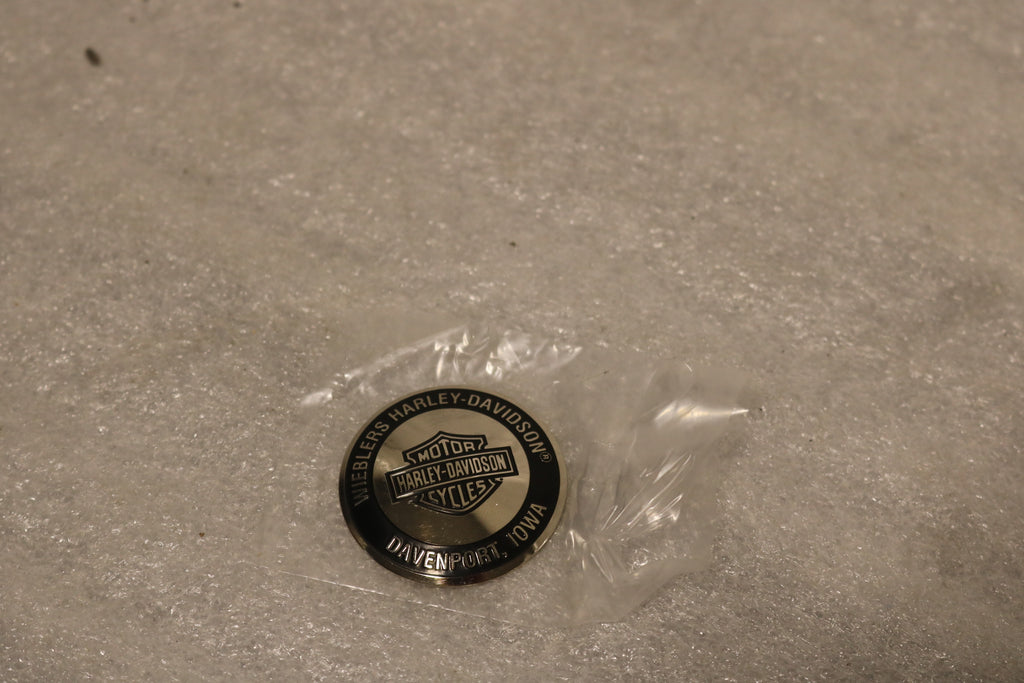 WIEBLERS HARLEY-DAVIDSON®
MOTOR
HARLEY-DAVIDSON
CYCLES
DAVENPORT, IOWA